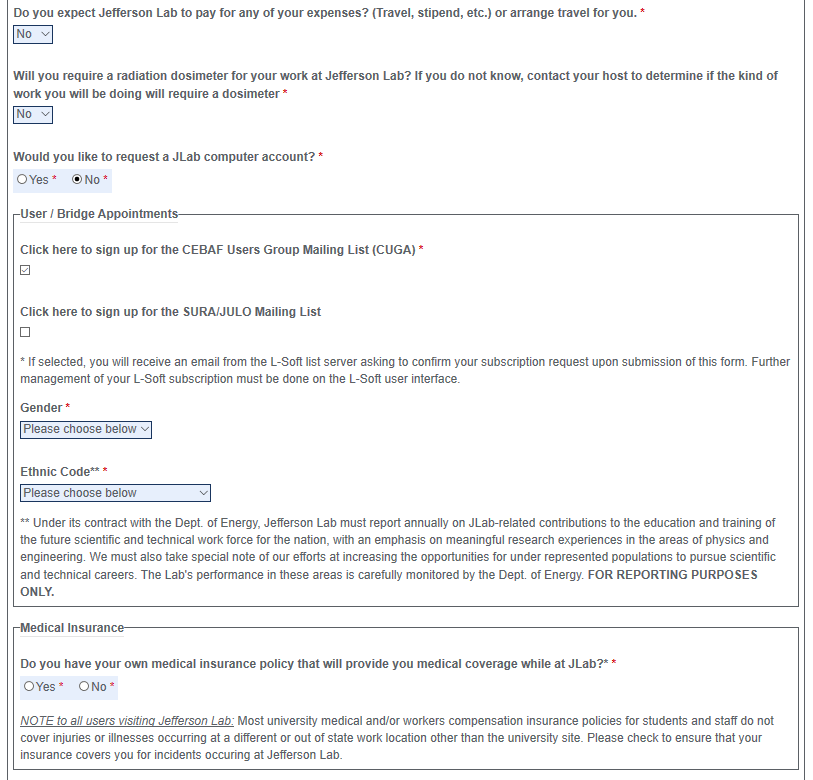 Do you expect Jefferson Lab to pay for any of your expenses? (Travel, stipend, etc.) or arrange travel for you. *
No
Will you require a radiation dosimeter for your work at Jefferson Lab? If you do not know, contact your host to determine if the kind of
work you will be doing will require a dosimeter *
No
Would you like to request a JLab computer account? *
Yes * No *
User / Bridge Appointments
Click here to sign up for the CEBAF Users Group Mailing List (CUGA) *
Click here to sign up for the SURA/JULO Mailing List
* If selected, you will receive an email from the L-Soft list server asking to confirm your subscription request upon submission of this form. Further
management of your L-Soft subscription must be done on the L-Soft user interface.
Gender *
Please choose below
Ethnic Code** *
Please choose below
** Under its contract with the Dept. of Energy, Jefferson Lab must report annually on JLab-related contributions to the education and training of
the future scientific and technical work force for the nation, with an emphasis on meaningful research experiences in the areas of physics and
engineering. We must also take special note of our efforts at increasing the opportunities for under represented populations to pursue scientific
and technical careers. The Lab's performance in these areas is carefully monitored by the Dept. of Energy. FOR REPORTING PURPOSES
ONLY.
Medical Insurance
Do you have your own medical insurance policy that will provide you medical coverage while at JLab?* *
Yes * No *
NOTE to all users visiting Jefferson Lab: Most university medical and/or workers compensation insurance policies for students and staff do not
cover injuries or illnesses occurring at a different or out of state work location other than the university site. Please check to ensure that your
insurance covers you for incidents occuring at Jefferson Lab.